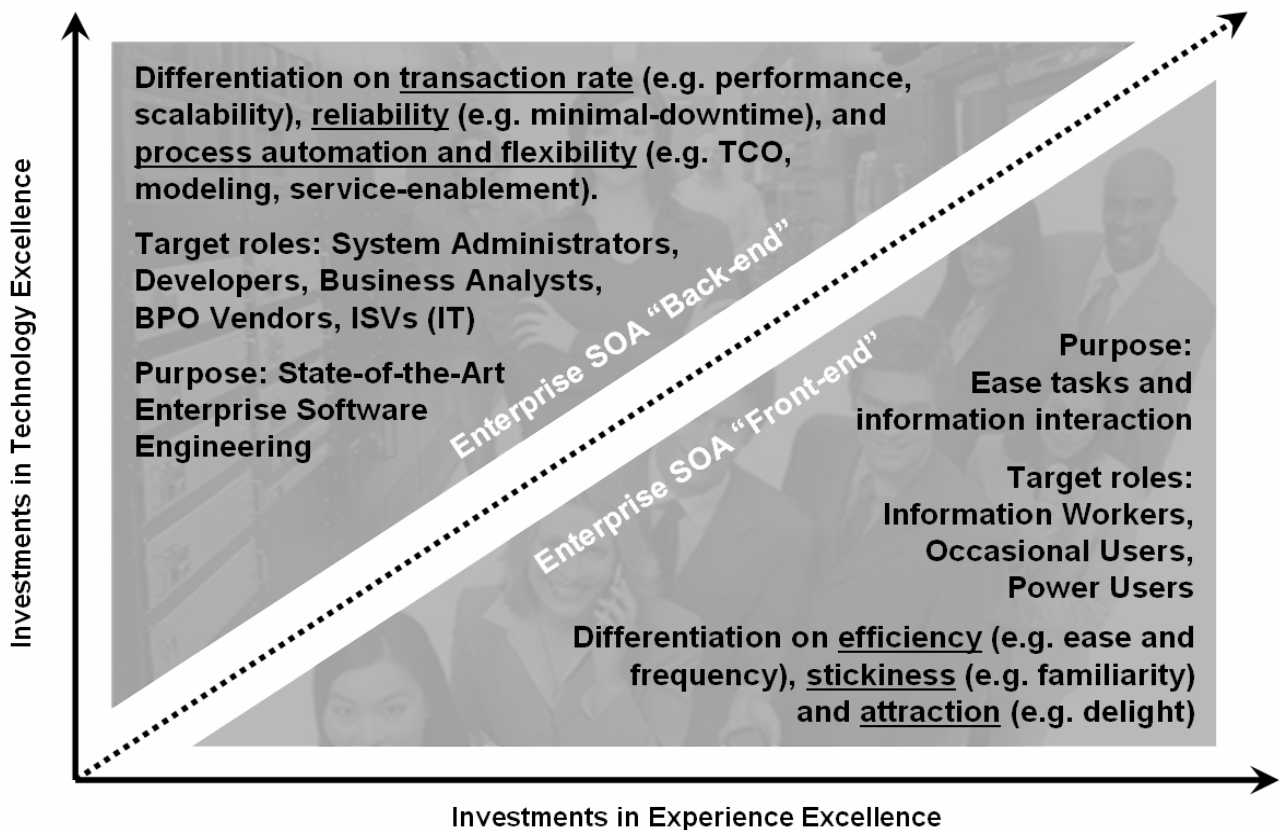 Differentiation on transaction rate (e.g. performance,
scalability), reliability (e.g. minimal-downtime), and
process automation and flexibility (e.g. TCO,
modeling, service-enablement).
Target roles: System Administrators,
Developers, Business Analysts,
BPO Vendors, ISVs (IT)
Purpose: State-of-the-Art
Enterprise Software
Engineering
Enterprise SOA “Back-end”
Enterprise SOA “Front-end”
Purpose:
Ease tasks and
information interaction
Target roles:
Information Workers,
Occasional Users,
Power Users
Differentiation on efficiency (e.g. ease and
frequency), stickiness (e.g. familiarity)
and attraction (e.g. delight)
Investments in Technology Excellence
Investments in Experience Excellence